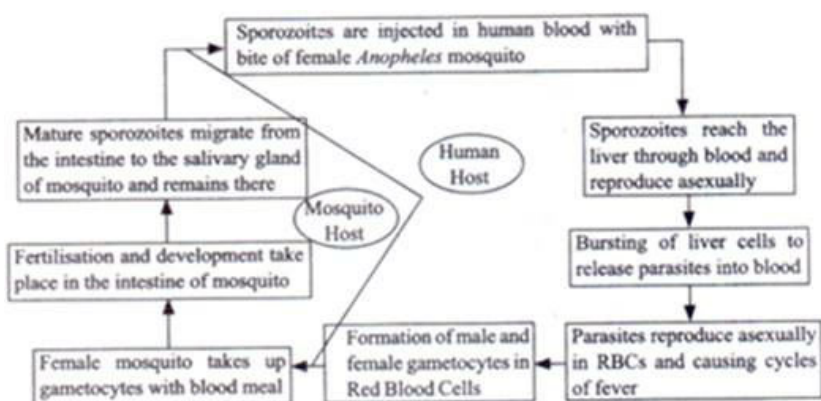 Sporozoites are injected in human blood with
bite of female Anopheles mosquito
Mature sporozoites migrate from
the intestine to the salivary gland
of mosquito and remains there
Human
Host
Sporozoites reach the
liver through blood and
reproduce asexually
Mosquito
Host
Fertilisation and development take
place in the intestine of mosquito
Bursting of liver cells to
release parasites into blood
Female mosquito takes up
gametocytes with blood meal
Formation of male and
female gametocytes in
Red Blood Cells
Parasites reproduce asexually
in RBCs and causing cycles
of fever